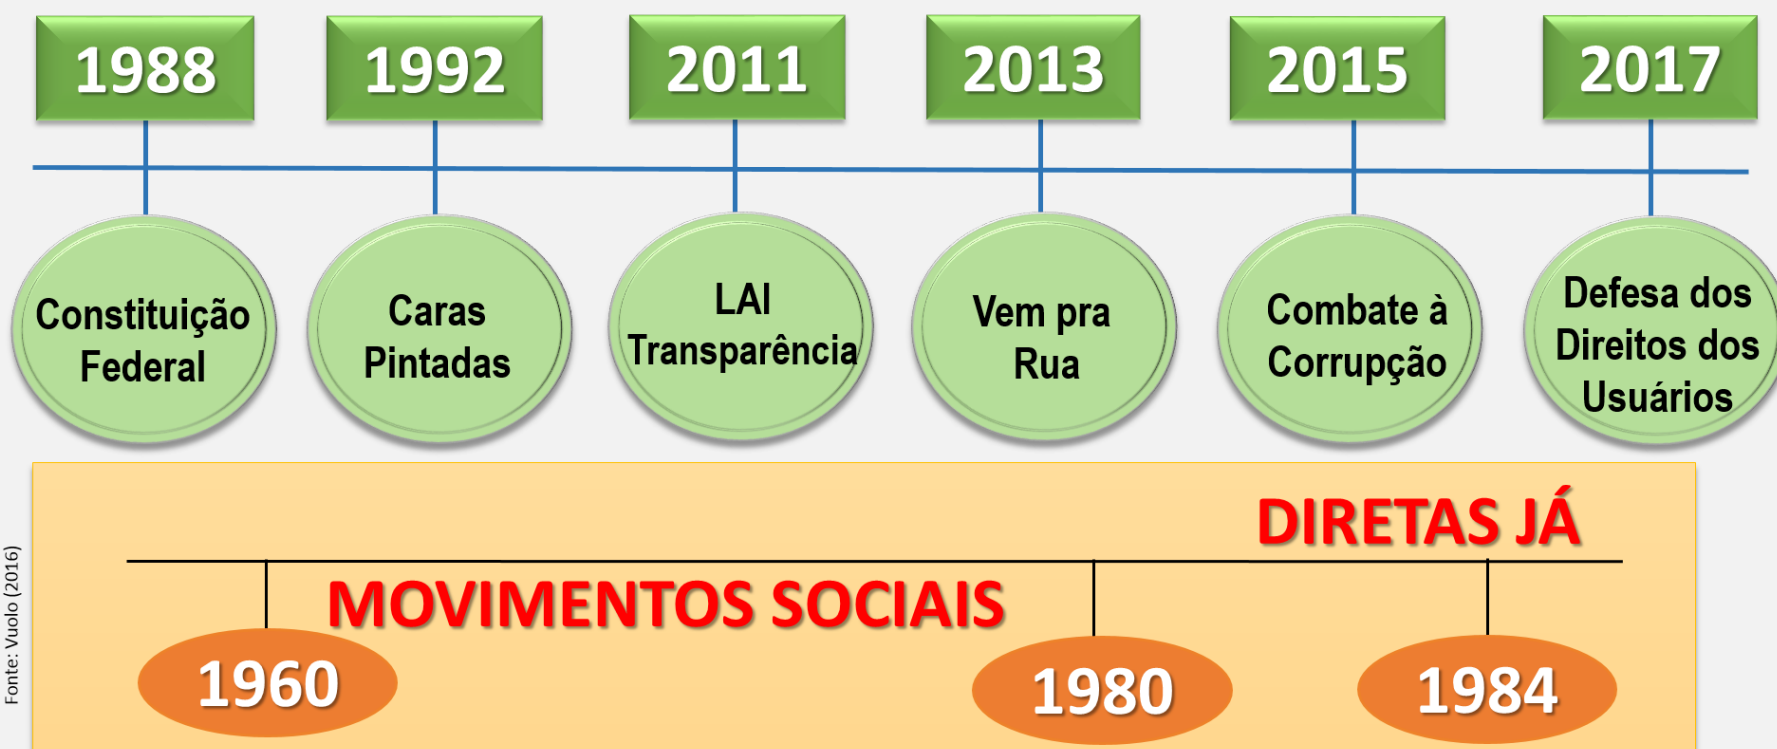 1988
1992
2011
2013
2015
2017
Constituição
Federal
Caras
Pintadas
LAI
Transparência
Vem pra
Rua
Combate à
Corrupção
Defesa dos
Direitos dos
Usuários
DIRETAS JÁ
MOVIMENTOS SOCIAIS
1960
1980
1984
Fonte: Vuolo (2016)